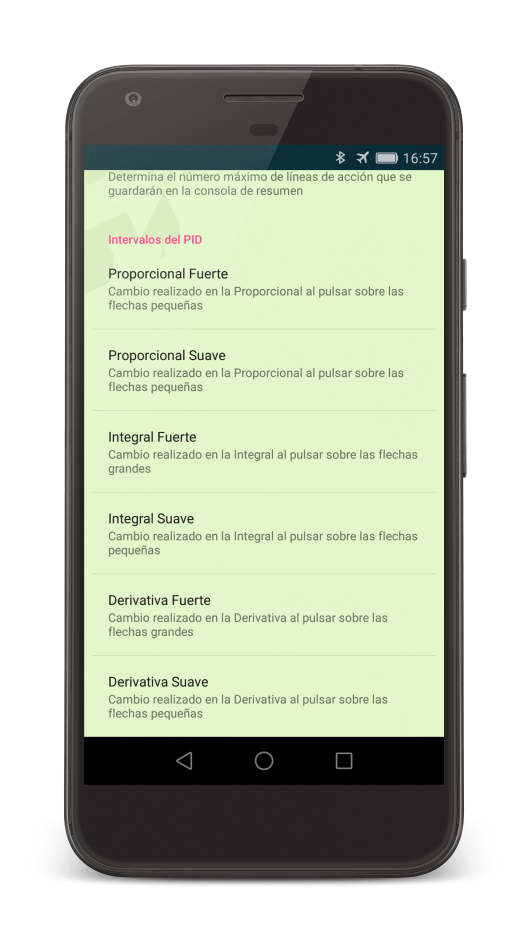 16:57
Determina el número máximo de líneas de acción que se
guardarán en la consola de resumen
Intervalos del PID
Proporcional Fuerte
Cambio realizado en la Proporcional al pulsar sobre las
flechas pequeñas
Proporcional Suave
Cambio realizado en la Proporcional al pulsar sobre las
flechas pequeñas
Integral Fuerte
Cambio realizado en la Integral al pulsar sobre las flechas
grandes
Integral Suave
Cambio realizado en la Integral al pulsar sobre las flechas
pequeñas
Derivativa Fuerte
Cambio realizado en la Derivativa al pulsar sobre las
flechas grandes
Derivativa Suave
Cambio realizado en la Derivativa al pulsar sobre las
flechas pequeñas